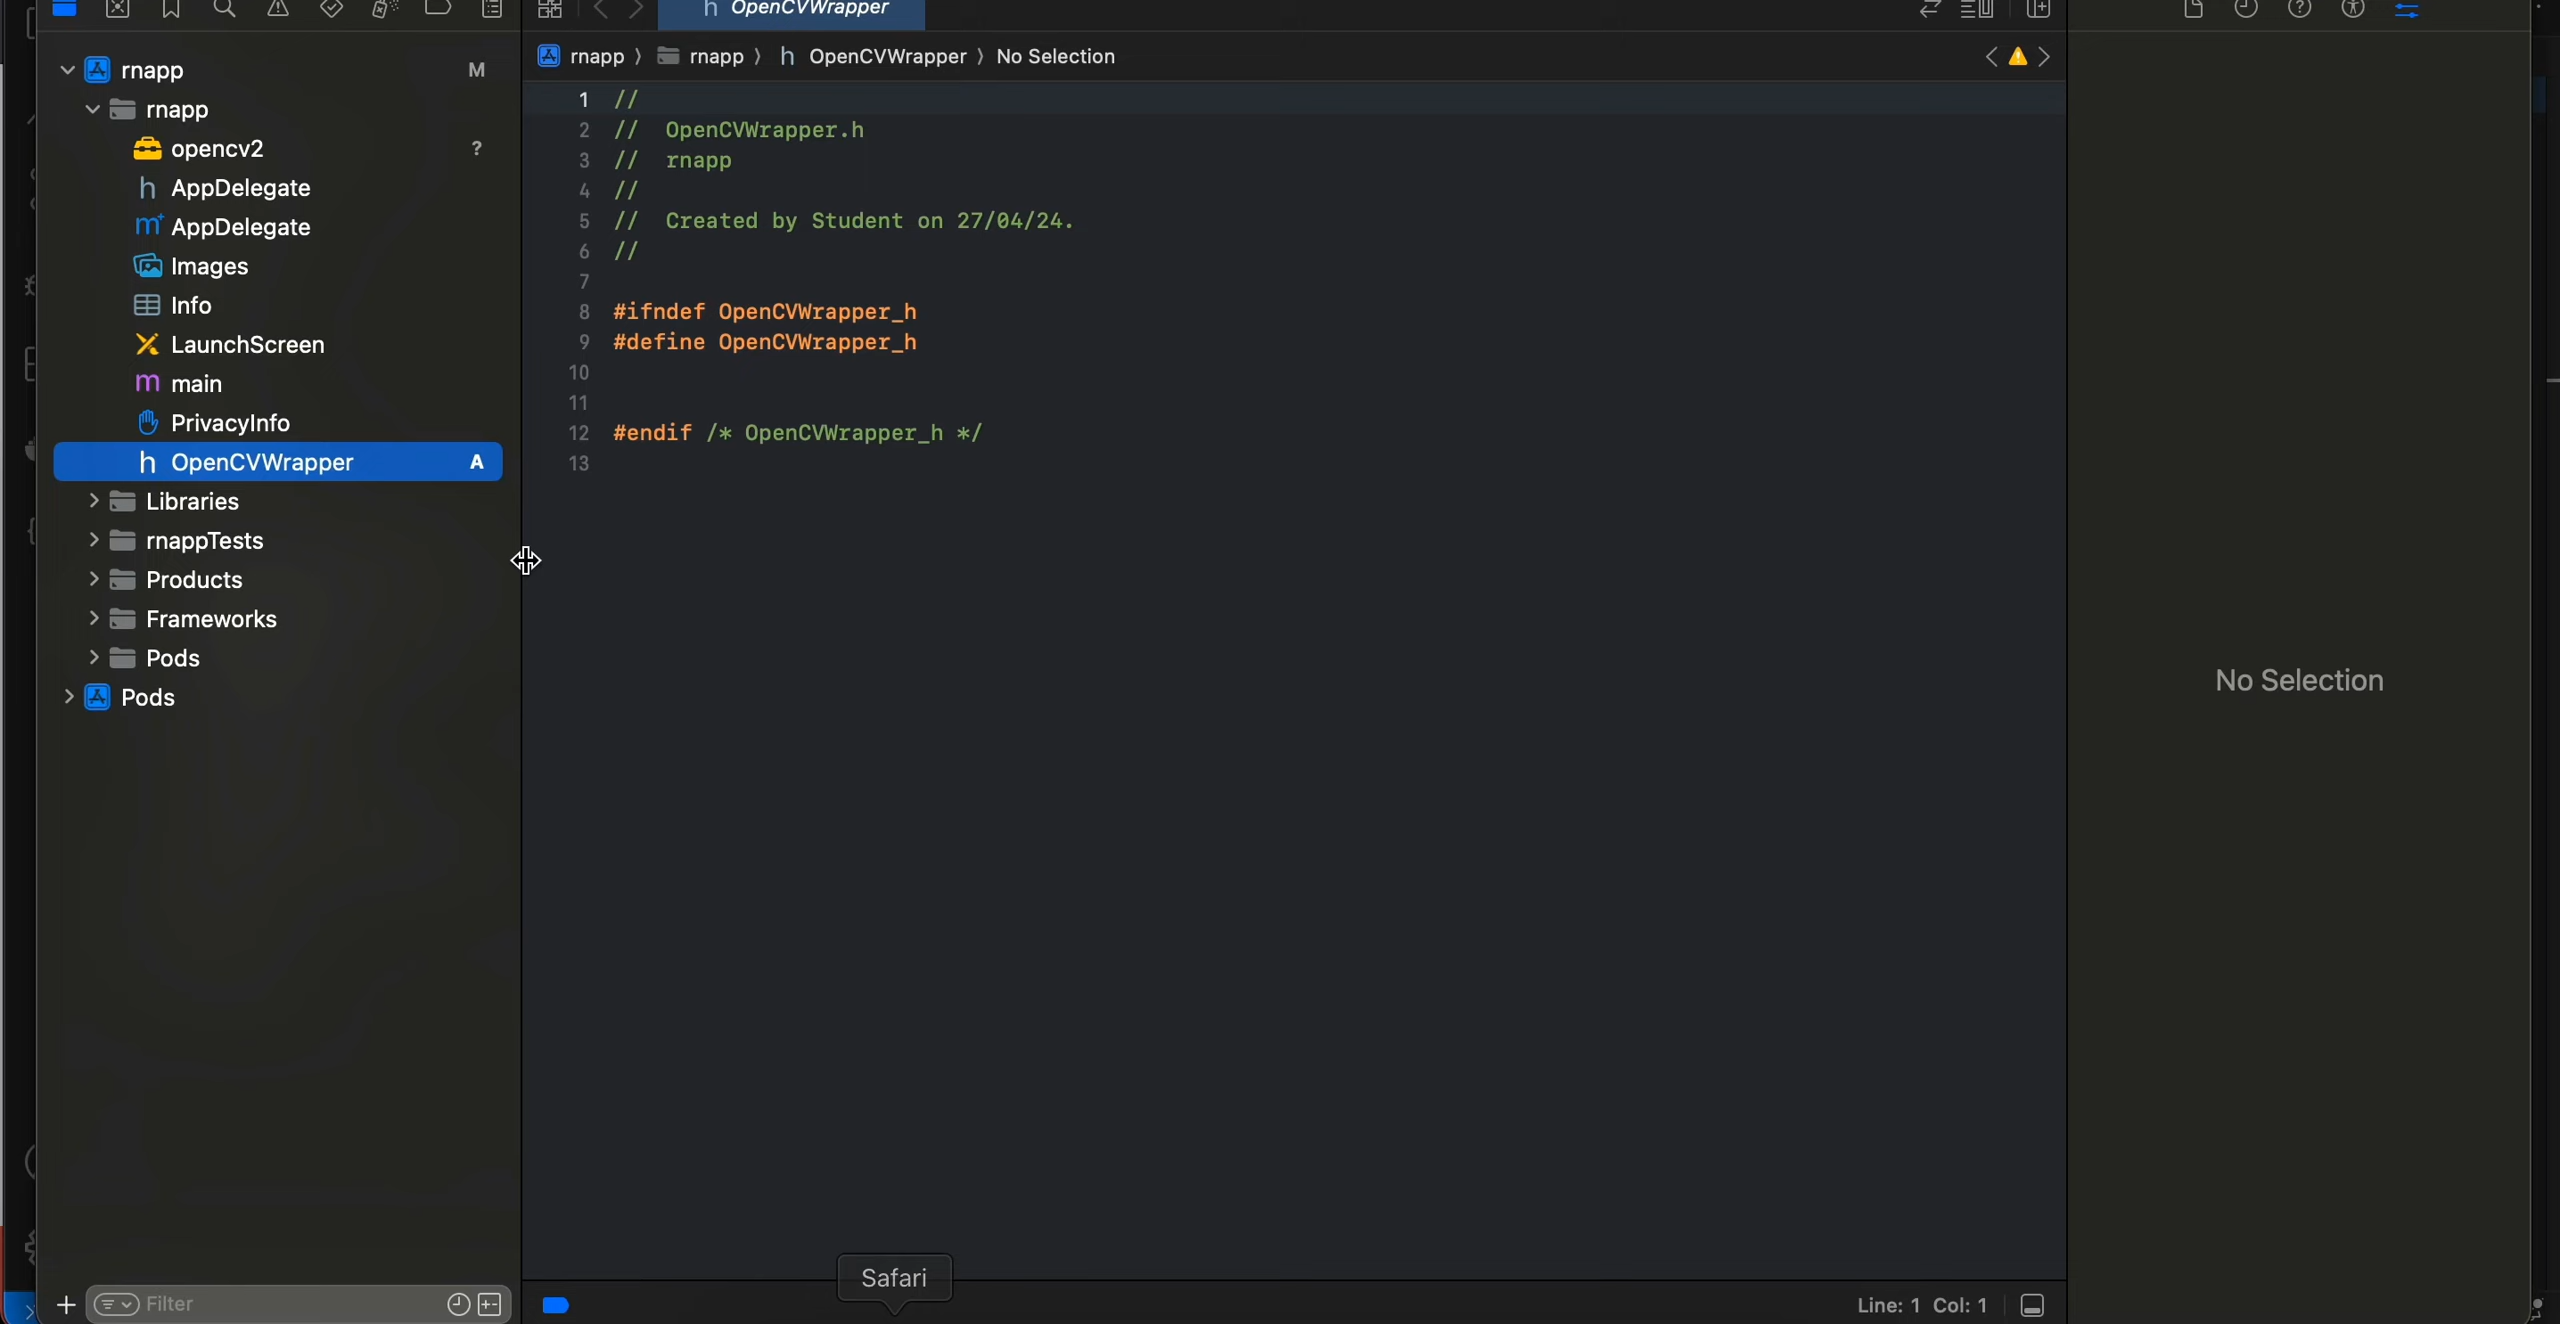 OpenCVWrapper
rnapp M
rnapp
opencv2 ?
h AppDelegate
m+ AppDelegate
Images
Info
LaunchScreen
m main
PrivacyInfo
h OpenCVWrapper A
Libraries
rnappTests
Products
Frameworks
Pods
Pods
Filter
rnapp 〉 rnapp 〉 h OpenCVWrapper 〉 No Selection
1 //
2 //  OpenCVWrapper.h
3 //  rnapp
4 //
5 //  Created by Student on 27/04/24.
6 //
7
8 #ifndef OpenCVWrapper_h
9 #define OpenCVWrapper_h
10
11
12 #endif /* OpenCVWrapper_h */
13
No Selection
Safari
Line: 1 Col: 1